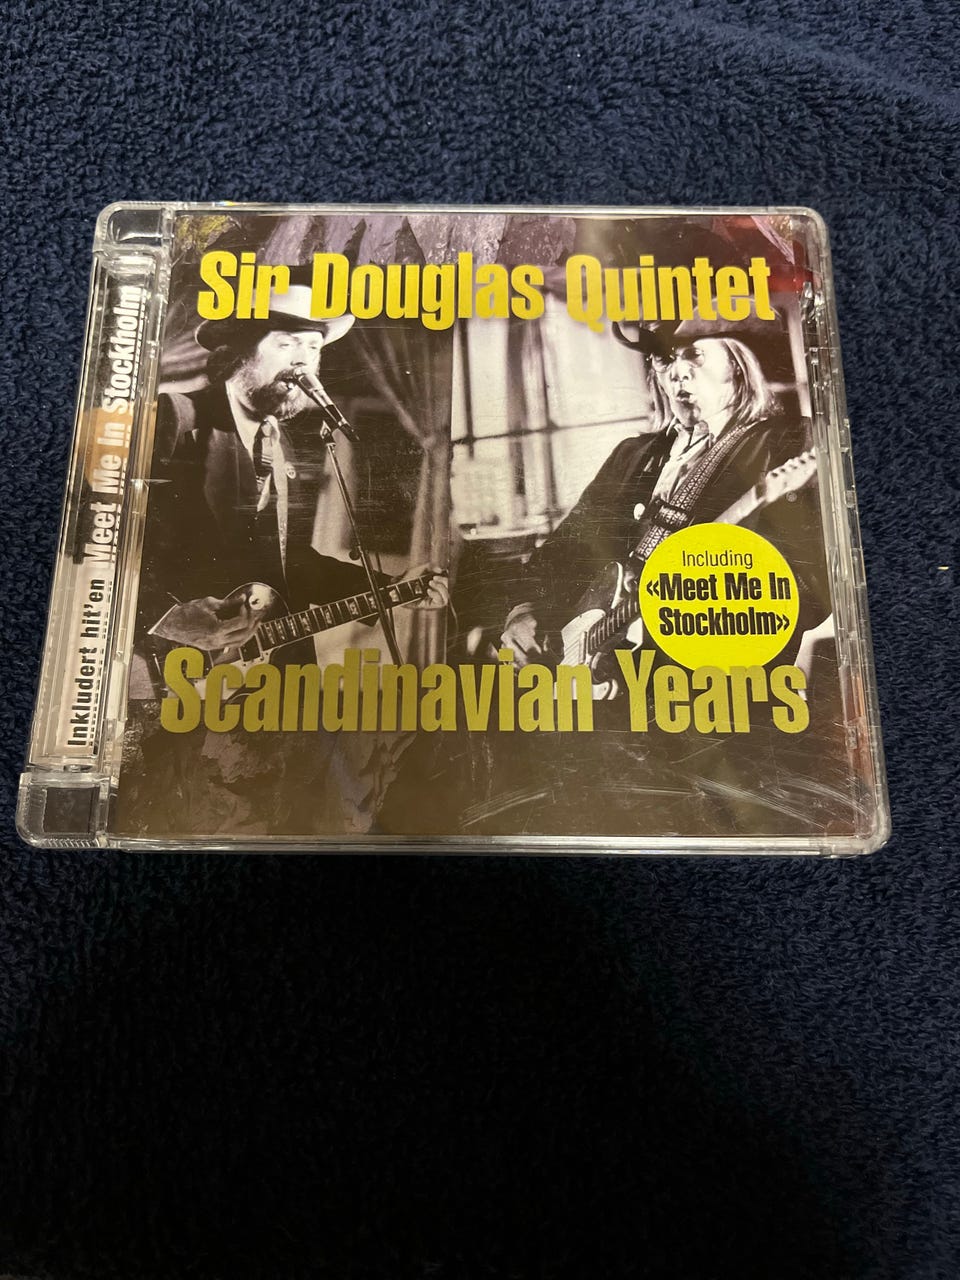 Sir Douglas Quintet
Including
«Meet Me In
Stockholm»
Scandinavian Years
Inkludert hit'en Meet Me In Stockholm